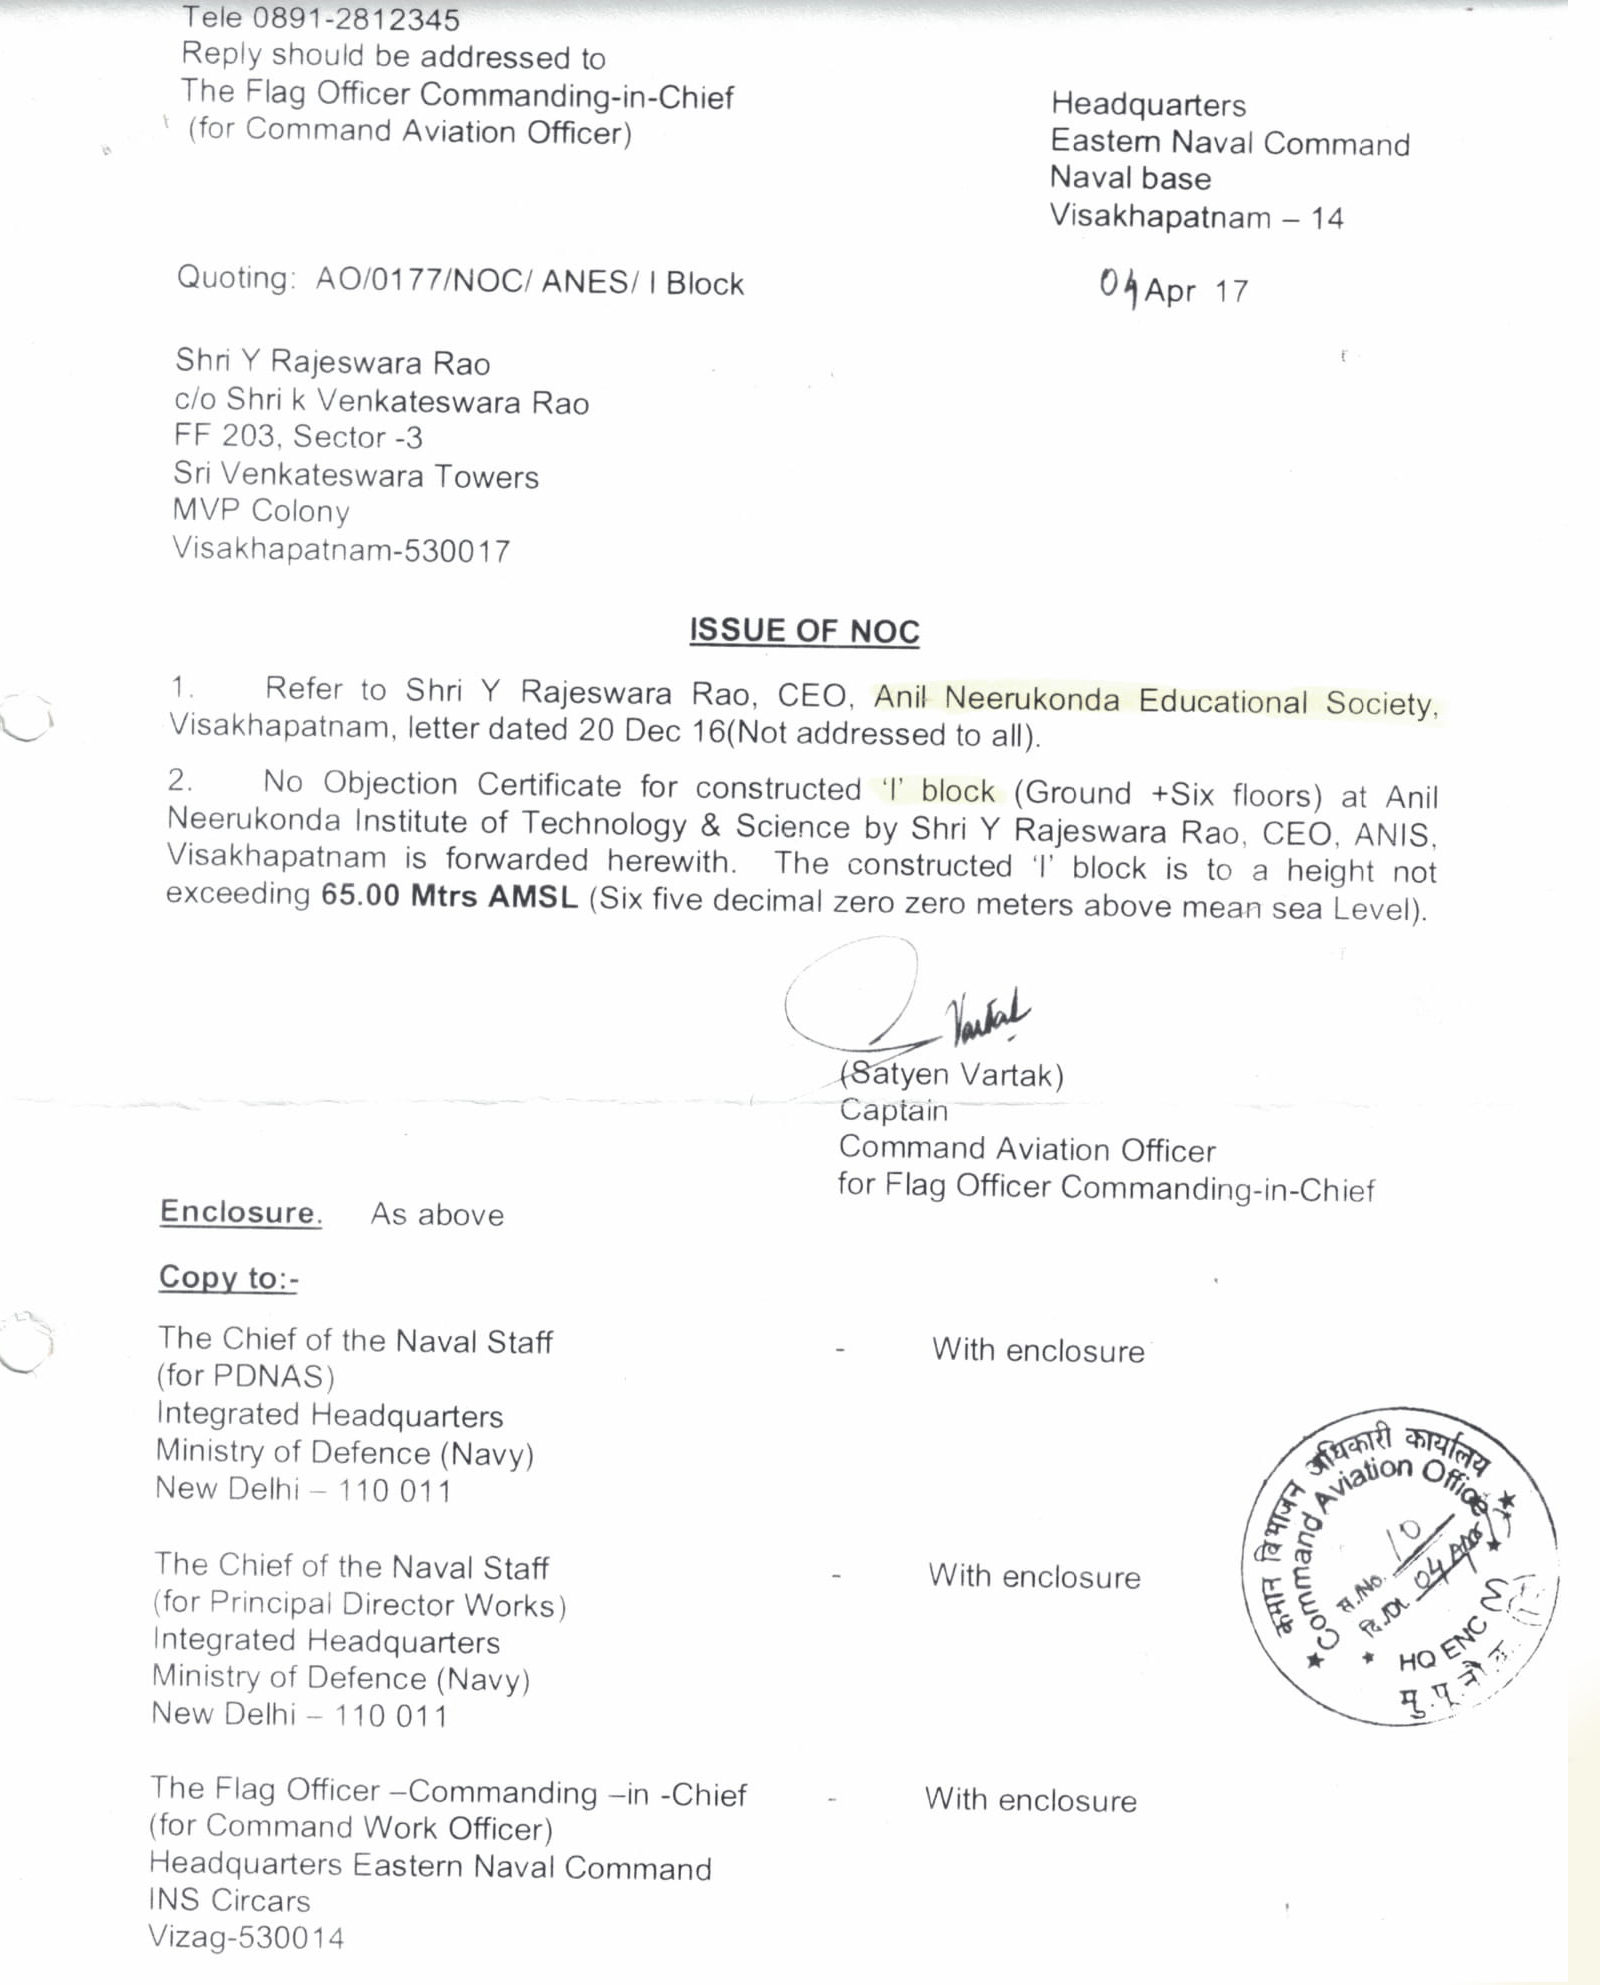 Tele 0891-2812345
Reply should be addressed to
The Flag Officer Commanding-in-Chief
(for Command Aviation Officer)
Headquarters
Eastern Naval Command
Naval base
Visakhapatnam – 14
Quoting: AO/0177/NOC/ ANES/ I Block
04 Apr 17
Shri Y Rajeswara Rao
c/o Shri k Venkateswara Rao
FF 203, Sector -3
Sri Venkateswara Towers
MVP Colony
Visakhapatnam-530017
ISSUE OF NOC
1. Refer to Shri Y Rajeswara Rao, CEO, Anil Neerukonda Educational Society,
Visakhapatnam, letter dated 20 Dec 16(Not addressed to all).
2. No Objection Certificate for constructed 'I' block (Ground +Six floors) at Anil
Neerukonda Institute of Technology & Science by Shri Y Rajeswara Rao, CEO, ANIS,
Visakhapatnam is forwarded herewith. The constructed 'I' block is to a height not
exceeding 65.00 Mtrs AMSL (Six five decimal zero zero meters above mean sea Level).
Vartak
(Satyen Vartak)
Captain
Command Aviation Officer
for Flag Officer Commanding-in-Chief
Enclosure. As above
Copy to:-
The Chief of the Naval Staff - With enclosure
(for PDNAS)
Integrated Headquarters
Ministry of Defence (Navy)
New Delhi – 110 011
The Chief of the Naval Staff - With enclosure
(for Principal Director Works)
Integrated Headquarters
Ministry of Defence (Navy)
New Delhi – 110 011
The Flag Officer –Commanding –in -Chief - With enclosure
(for Command Work Officer)
Headquarters Eastern Naval Command
INS Circars
Vizag-530014
कमान विमानन अधिकारी कार्यालय
Command Aviation Office
स.No. 10
दि./Dt. 04 Apr 17
HQ ENC
मु.पू.नौ.